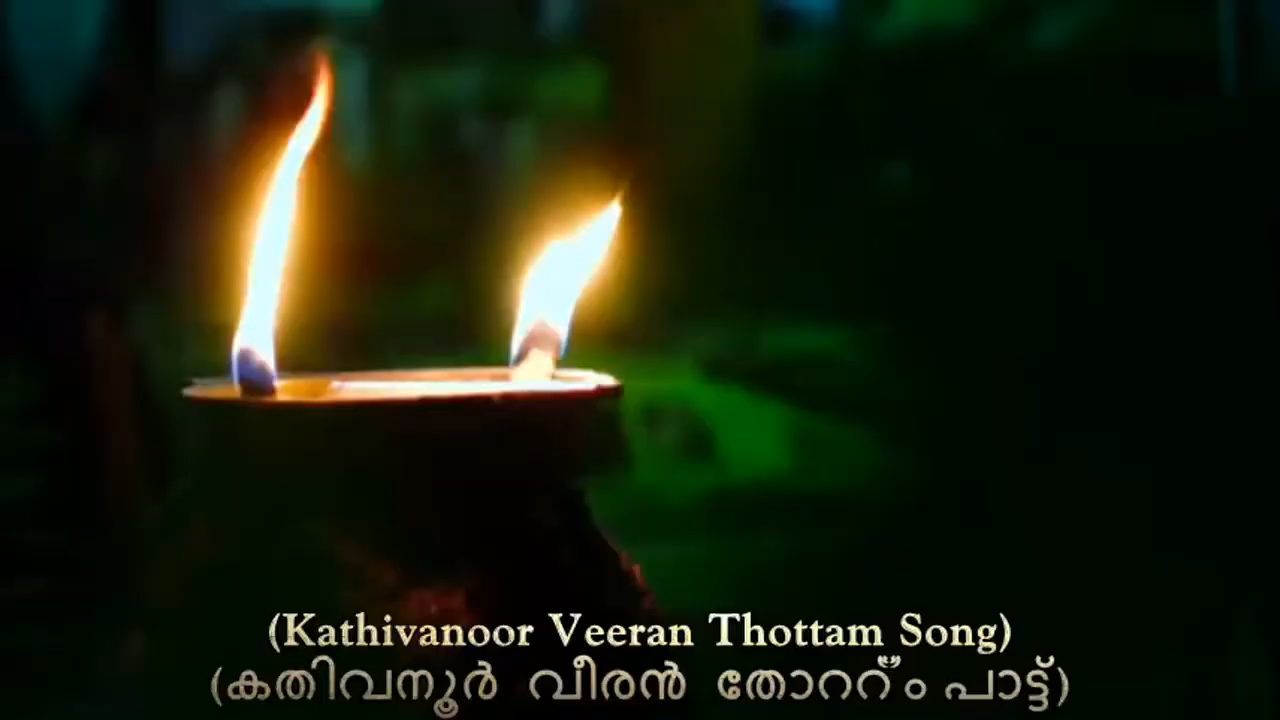 (Kathivanoor Veeran Thottam Song)
(കതിവനൂർ വീരൻ തോററ്ം പാട്ട്)